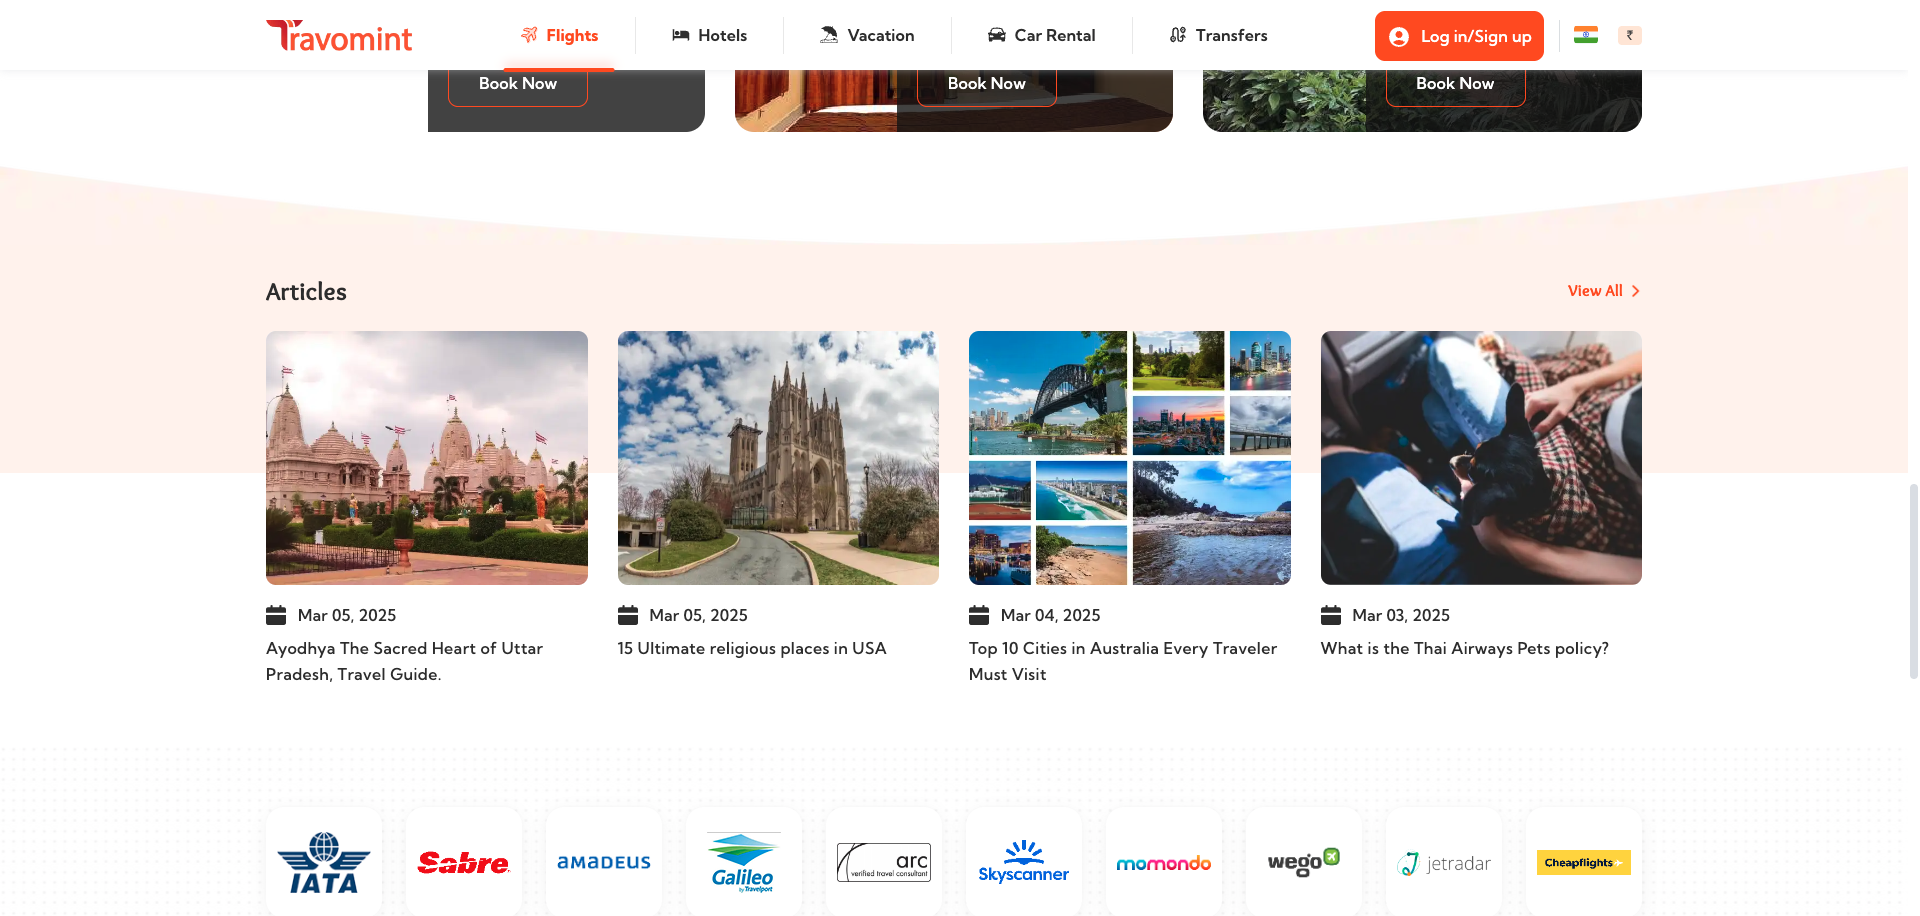 Travomint
Flights
Hotels
Vacation
Car Rental
Transfers
Log in/Sign up
₹
Book Now
Book Now
Book Now
Articles
View All
Mar 05, 2025
Ayodhya The Sacred Heart of Uttar
Pradesh, Travel Guide.
Mar 05, 2025
15 Ultimate religious places in USA
Mar 04, 2025
Top 10 Cities in Australia Every Traveler
Must Visit
Mar 03, 2025
What is the Thai Airways Pets policy?
IATA
Sabre
amadeus
Galileo
by Travelport
arc
verified travel consultant
Skyscanner
momondo
wego
jetradar
Cheapflights